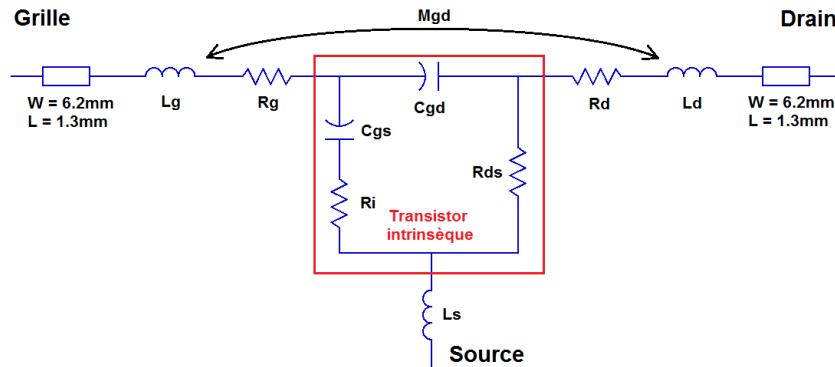 Mgd
Grille
Drain
W = 6.2mm
L = 1.3mm
Lg
Rg
Cgd
Rd
Ld
W = 6.2mm
L = 1.3mm
Cgs
Rds
Ri
Transistor
intrinsèque
Ls
Source